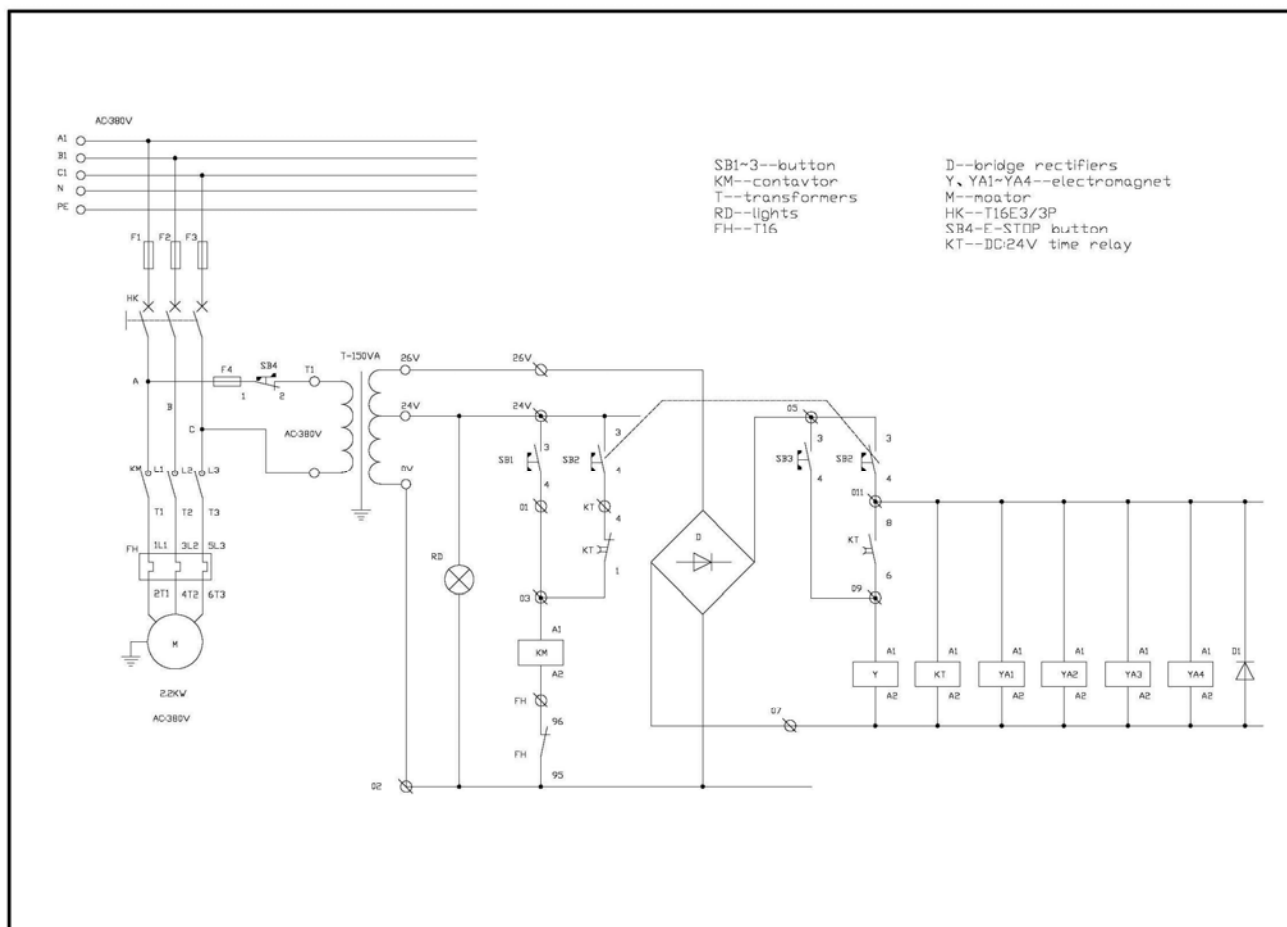 AC-380V
A1
B1
C1
N
PE
SB1~3--button
KM--contavtor
T--transformers
RD--lights
FH--T16
D--bridge rectifiers
Y、YA1~YA4--electromagnet
M--moator
HK--T16E3/3P
SB4-E-STOP button
KT--DC:24V time relay
F1 F2 F3
HK
T-150VA
26V 26V
F4 SB4 T1
A
1 2
B
24V 24V 05
C AC-380V
3 3 3 3
SB1 SB2 SB3 SB2
0V
4 4 4 4
KM L1 L2 L3
T1 T2 T3
01 KT 011
4 8
D
KT KT
FH 1L1 3L2 5L3
RD
1 6
2T1 4T2 6T3
03 09
M
A1 A1 A1 A1 A1 A1 A1 D1
KM Y KT YA1 YA2 YA3 YA4
A2 A2 A2 A2 A2 A2 A2
2.2KW
AC-380V
FH 07
96
FH
95
02